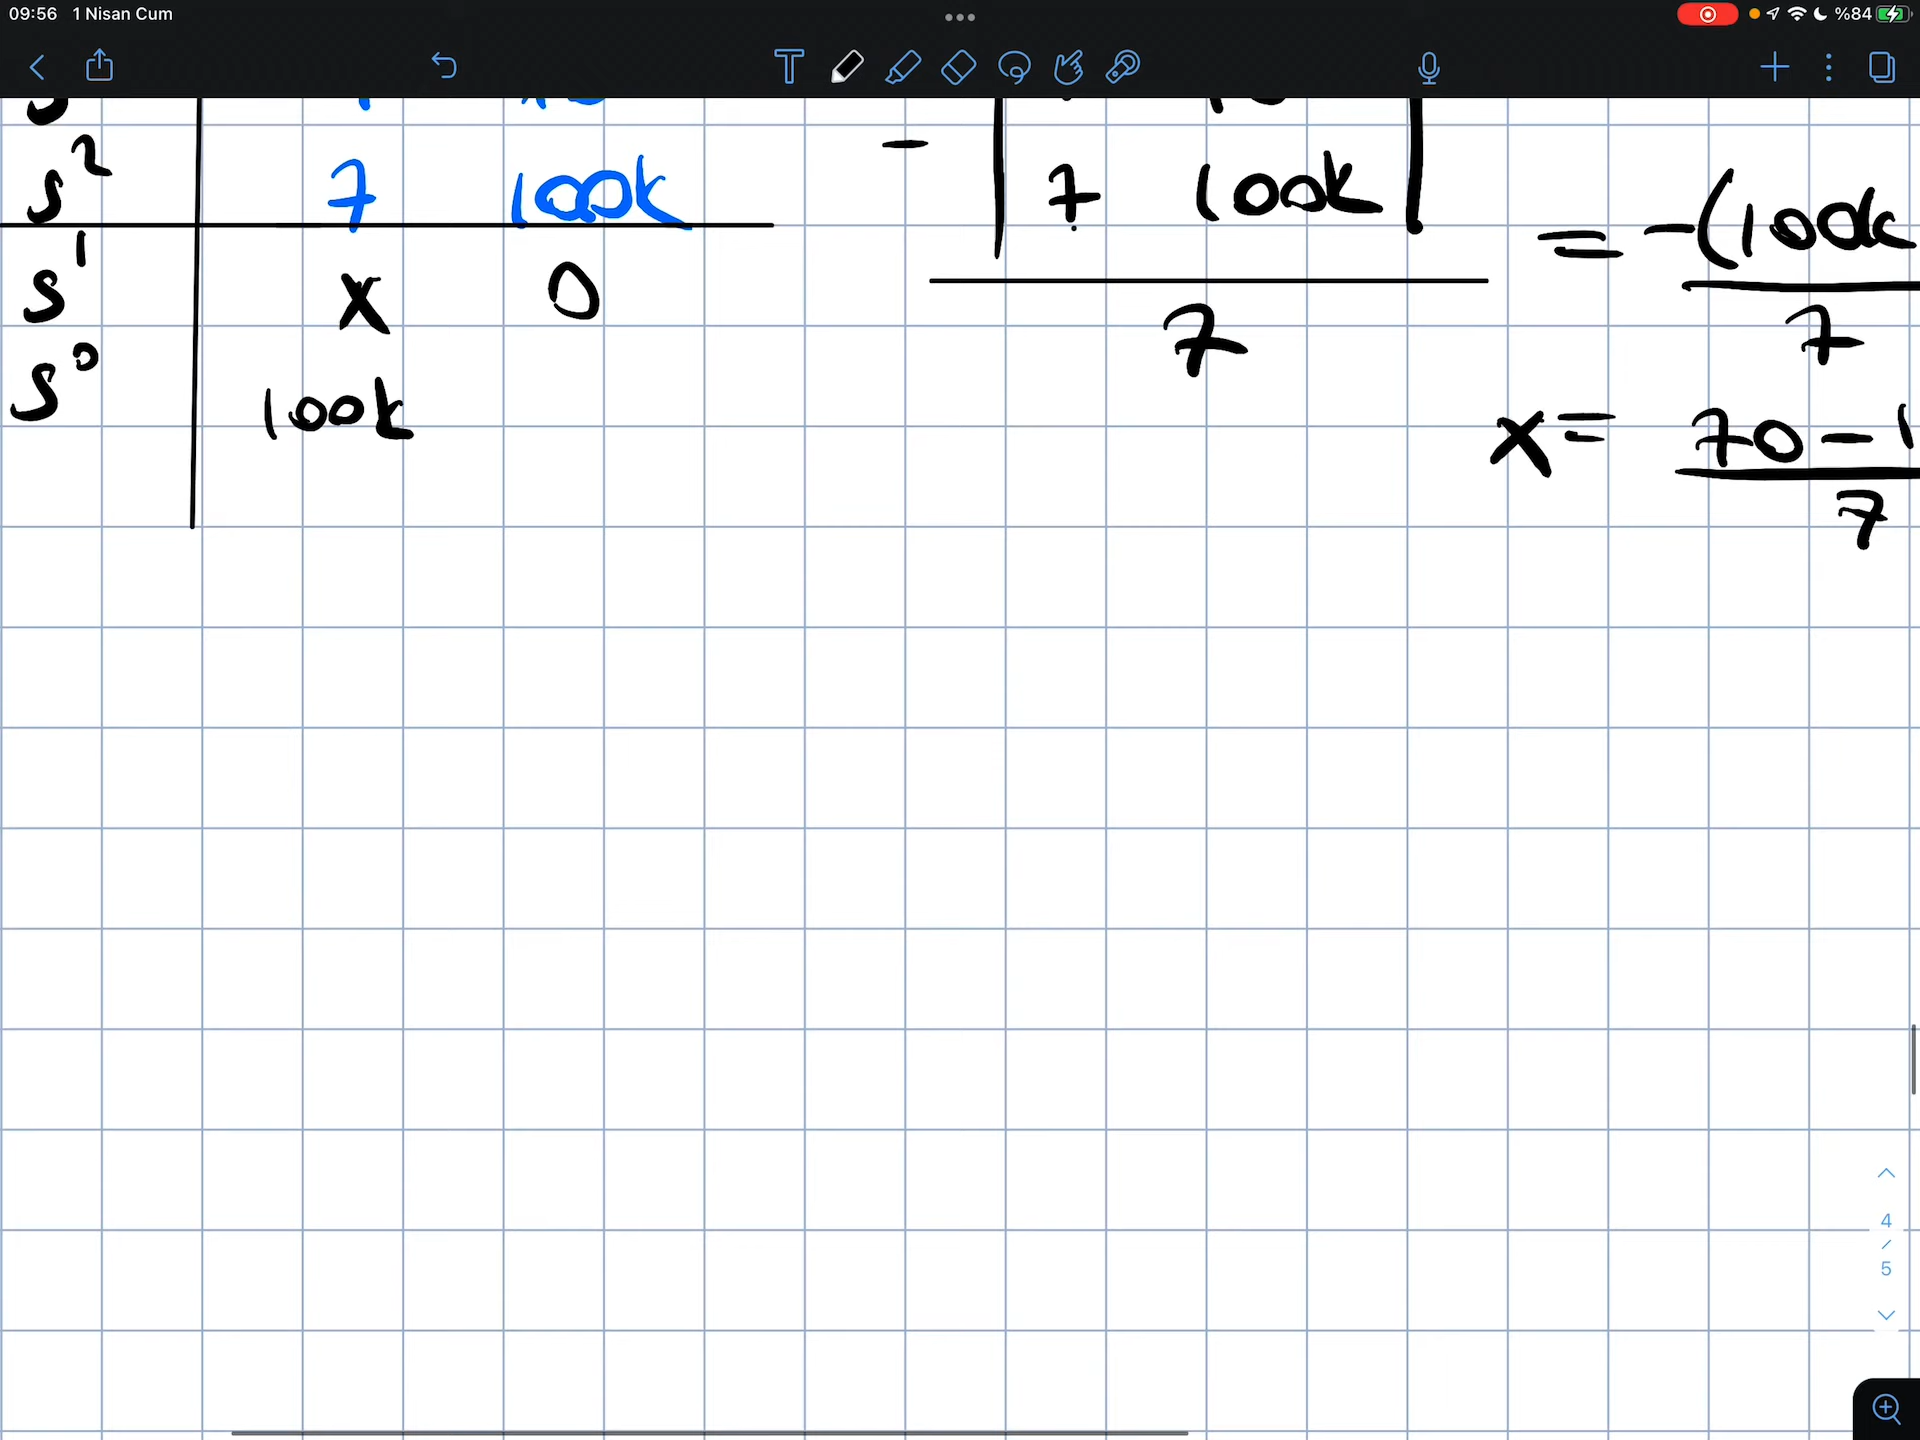 09:56 1 Nisan Cum %84
T
s² 7 100k
- | 7 100k |
7
= -(100k
7
s¹ x 0
s⁰ 100k
x= 70-1
7
4
/
5